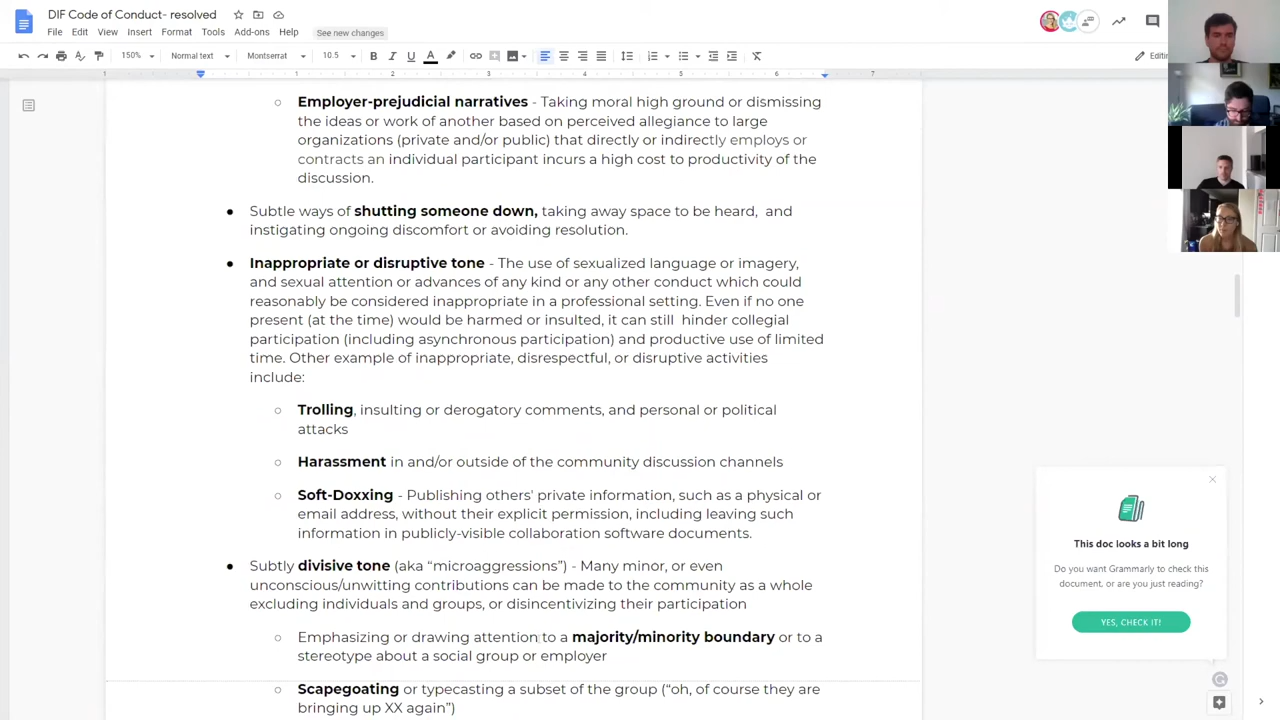 DIF Code of Conduct- resolved
File Edit View Insert Format Tools Add-ons Help See new changes
150% Normal text Montserrat 10.5 B I U A Editing
1 1 2 3 4 5 6 7
○ Employer-prejudicial narratives - Taking moral high ground or dismissing
the ideas or work of another based on perceived allegiance to large
organizations (private and/or public) that directly or indirectly employs or
contracts an individual participant incurs a high cost to productivity of the
discussion.
● Subtle ways of shutting someone down, taking away space to be heard,  and
instigating ongoing discomfort or avoiding resolution.
● Inappropriate or disruptive tone - The use of sexualized language or imagery,
and sexual attention or advances of any kind or any other conduct which could
reasonably be considered inappropriate in a professional setting. Even if no one
present (at the time) would be harmed or insulted, it can still  hinder collegial
participation (including asynchronous participation) and productive use of limited
time. Other example of inappropriate, disrespectful, or disruptive activities
include:
○ Trolling, insulting or derogatory comments, and personal or political
attacks
○ Harassment in and/or outside of the community discussion channels
○ Soft-Doxxing - Publishing others' private information, such as a physical or
email address, without their explicit permission, including leaving such
information in publicly-visible collaboration software documents.
● Subtly divisive tone (aka “microaggressions”) - Many minor, or even
unconscious/unwitting contributions can be made to the community as a whole
excluding individuals and groups, or disincentivizing their participation
○ Emphasizing or drawing attention to a majority/minority boundary or to a
stereotype about a social group or employer
○ Scapegoating or typecasting a subset of the group (“oh, of course they are
bringing up XX again”)
This doc looks a bit long
Do you want Grammarly to check this
document, or are you just reading?
YES, CHECK IT!